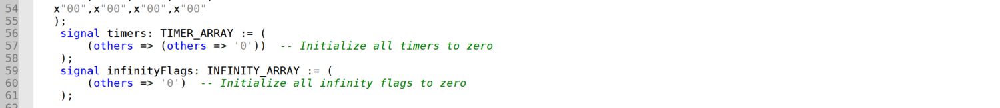 54 x"00",x"00",x"00",x"00"
55 );
56 signal timers: TIMER_ARRAY := (
57 (others => (others => '0')) -- Initialize all timers to zero
58 );
59 signal infinityFlags: INFINITY_ARRAY := (
60 (others => '0') -- Initialize all infinity flags to zero
61 );
62